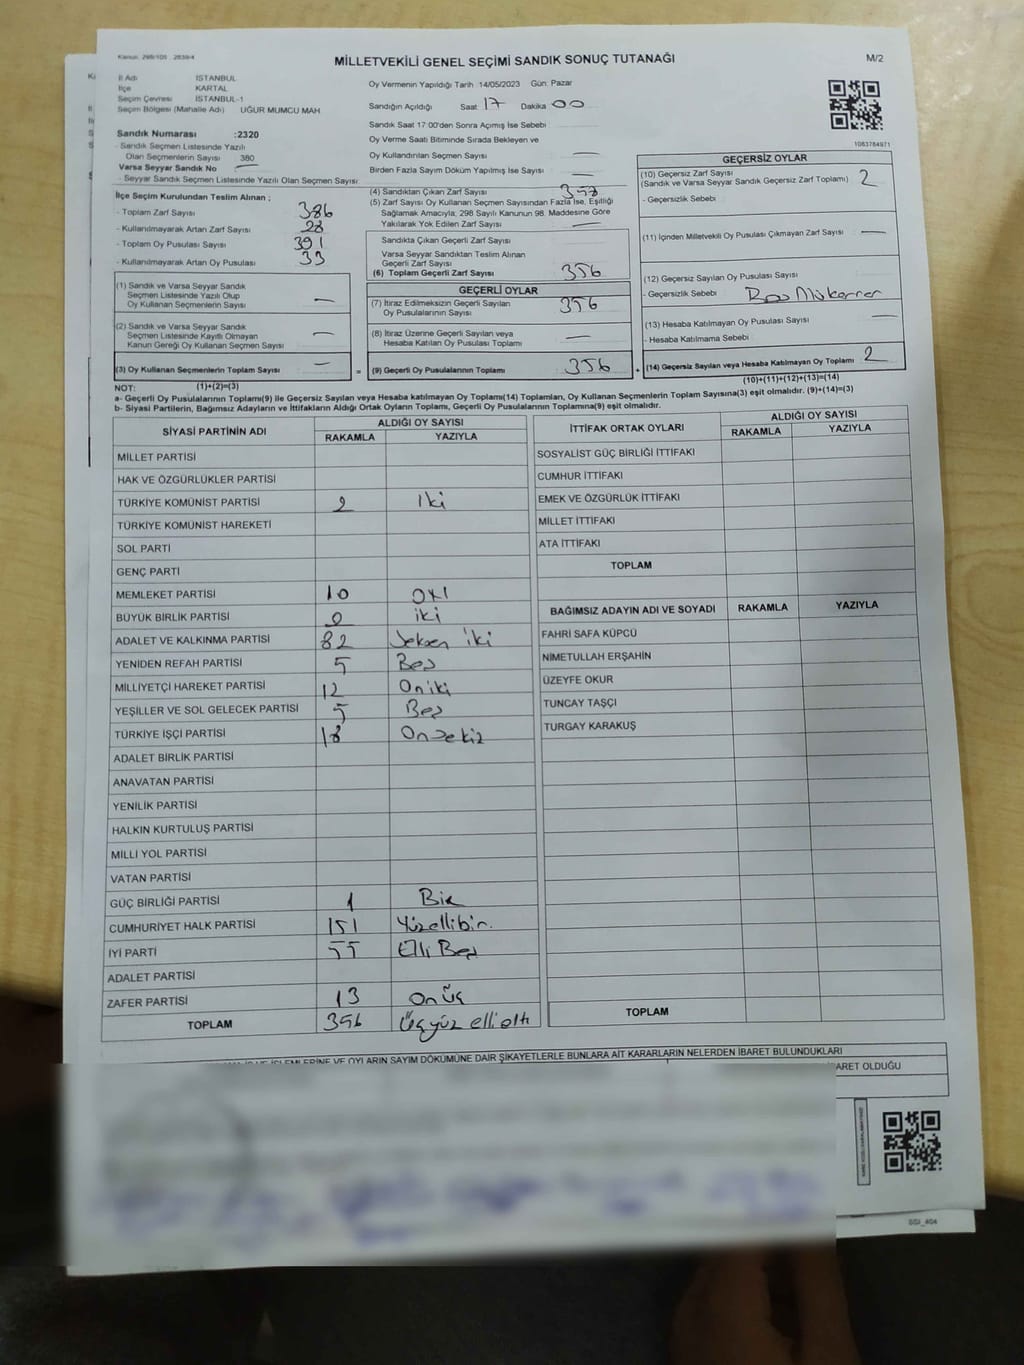 Kanun: 298/105 , 2839/4
MİLLETVEKİLİ GENEL SEÇİMİ SANDIK SONUÇ TUTANAĞI
M/2
İl Adı İSTANBUL
İlçe KARTAL
Seçim Çevresi İSTANBUL-1
Seçim Bölgesi (Mahalle Adı) UĞUR MUMCU MAH
Sandık Numarası :2320
- Sandık Seçmen Listesinde Yazılı
Olan Seçmenlerin Sayısı 380
Varsa Seyyar Sandık No —
- Seyyar Sandık Seçmen Listesinde Yazılı Olan Seçmen Sayısı:
İlçe Seçim Kurulundan Teslim Alınan ;
- Toplam Zarf Sayısı 386
- Kullanılmayarak Artan Zarf Sayısı 28
- Toplam Oy Pusulası Sayısı 391
- Kullanılmayarak Artan Oy Pusulası 33
(1) Sandık ve Varsa Seyyar Sandık
Seçmen Listesinde Yazılı Olup
Oy Kullanan Seçmenlerin Sayısı —
(2) Sandık ve Varsa Seyyar Sandık
Seçmen Listesinde Kayıtlı Olmayan
Kanun Gereği Oy Kullanan Seçmen Sayısı —
(3) Oy Kullanan Seçmenlerin Toplam Sayısı —
(1)+(2)=(3)
Oy Vermenin Yapıldığı Tarih 14/05/2023 Gün: Pazar
Sandığın Açıldığı Saat 17 Dakika 00
Sandık Saat 17:00'den Sonra Açımış İse Sebebi
Oy Verme Saati Bitiminde Sırada Bekleyen ve
Oy Kullandırılan Seçmen Sayısı —
Birden Fazla Sayım Döküm Yapılmış İse Sayısı —
(4) Sandıktan Çıkan Zarf Sayısı 358
(5) Zarf Sayısı Oy Kullanan Seçmen Sayısından Fazla İse, Eşitliği
Sağlamak Amacıyla; 298 Sayılı Kanunun 98. Maddesine Göre
Yakılarak Yok Edilen Zarf Sayısı —
Sandıkta Çıkan Geçerli Zarf Sayısı
Varsa Seyyar Sandıktan Teslim Alınan
Geçerli Zarf Sayısı
(6) Toplam Geçerli Zarf Sayısı 356
GEÇERLİ OYLAR
(7) İtiraz Edilmeksizin Geçerli Sayılan
Oy Pusulalarının Sayısı 356
(8) İtiraz Üzerine Geçerli Sayılan veya
Hesaba Katılan Oy Pusulası Toplamı —
= (9) Geçerli Oy Pusulalarının Toplamı 356
1083784971
GEÇERSİZ OYLAR
(10) Geçersiz Zarf Sayısı
(Sandık ve Varsa Seyyar Sandık Geçersiz Zarf Toplamı) 2
- Geçersizlik Sebebi
(11) İçinden Milletvekili Oy Pusulası Çıkmayan Zarf Sayısı —
(12) Geçersiz Sayılan Oy Pusulası Sayısı
- Geçersizlik Sebebi Boş Mükerrer
(13) Hesaba Katılmayan Oy Pusulası Sayısı —
- Hesaba Katılmama Sebebi
+ (14) Geçersiz Sayılan veya Hesaba Katılmayan Oy Toplamı 2
(10)+(11)+(12)+(13)=(14)
NOT:
a- Geçerli Oy Pusulalarının Toplamı(9) ile Geçersiz Sayılan veya Hesaba katılmayan Oy Toplamı(14) Toplamları, Oy Kullanan Seçmenlerin Toplam Sayısına(3) eşit olmalıdır. (9)+(14)=(3)
b- Siyasi Partilerin, Bağımsız Adayların ve İttifakların Aldığı Ortak Oyların Toplamı, Geçerli Oy Pusulalarının Toplamına(9) eşit olmalıdır.
SİYASİ PARTİNİN ADI ALDIĞI OY SAYISI
RAKAMLA YAZIYLA
MİLLET PARTİSİ
HAK VE ÖZGÜRLÜKLER PARTİSİ
TÜRKİYE KOMÜNİST PARTİSİ 2 İki
TÜRKİYE KOMÜNİST HAREKETİ
SOL PARTİ
GENÇ PARTİ
MEMLEKET PARTİSİ 10 ON
BÜYÜK BİRLİK PARTİSİ 2 iki
ADALET VE KALKINMA PARTİSİ 82 Seksen iki
YENİDEN REFAH PARTİSİ 5 Beş
MİLLİYETÇİ HAREKET PARTİSİ 12 Oniki
YEŞİLLER VE SOL GELECEK PARTİSİ 5 Beş
TÜRKİYE İŞÇİ PARTİSİ 18 Onsekiz
ADALET BİRLİK PARTİSİ
ANAVATAN PARTİSİ
YENİLİK PARTİSİ
HALKIN KURTULUŞ PARTİSİ
MİLLİ YOL PARTİSİ
VATAN PARTİSİ
GÜÇ BİRLİĞİ PARTİSİ 1 Bir
CUMHURİYET HALK PARTİSİ 151 Yüzellibir.
İYİ PARTİ 55 Elli Beş
ADALET PARTİSİ
ZAFER PARTİSİ 13 Onüç
TOPLAM 356 Üçyüz elli altı
İTTİFAK ORTAK OYLARI ALDIĞI OY SAYISI
RAKAMLA YAZIYLA
SOSYALİST GÜÇ BİRLİĞİ İTTİFAKI
CUMHUR İTTİFAKI
EMEK VE ÖZGÜRLÜK İTTİFAKI
MİLLET İTTİFAKI
ATA İTTİFAKI
TOPLAM
BAĞIMSIZ ADAYIN ADI VE SOYADI RAKAMLA YAZIYLA
FAHRİ SAFA KÜPCÜ
NİMETULLAH ERŞAHİN
ÜZEYFE OKUR
TUNCAY TAŞÇI
TURGAY KARAKUŞ
TOPLAM
İŞLEMLERİNE VE OYLARIN SAYIM DÖKÜMÜNE DAİR ŞİKAYETLERLE BUNLARA AİT KARARLARIN NELERDEN İBARET BULUNDUKLARI
BARET OLDUĞU